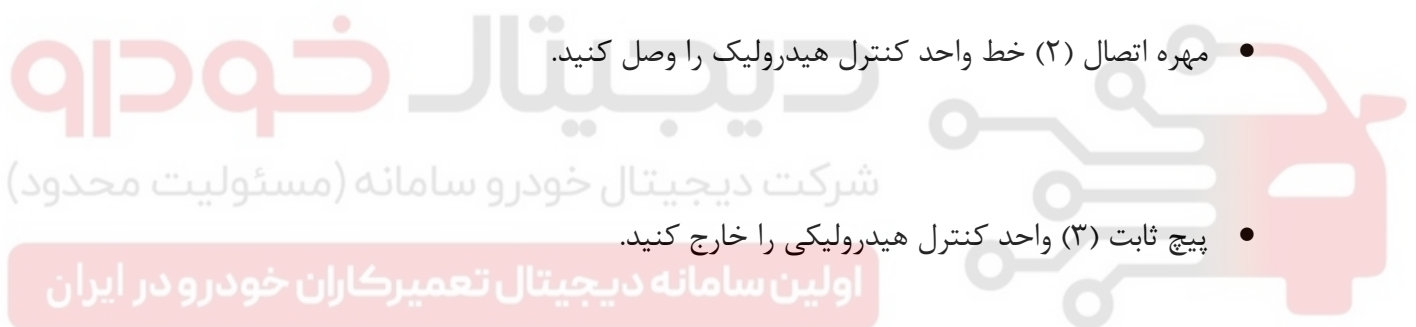 مهره اتصال (۲) خط واحد کنترل هیدرولیک را وصل کنید.
دیجیتال خودرو
شرکت دیجیتال خودرو سامانه (مسئولیت محدود)
پیچ ثابت (۳) واحد کنترل هیدرولیکی را خارج کنید.
اولین سامانه دیجیتال تعمیرکاران خودرو در ایران